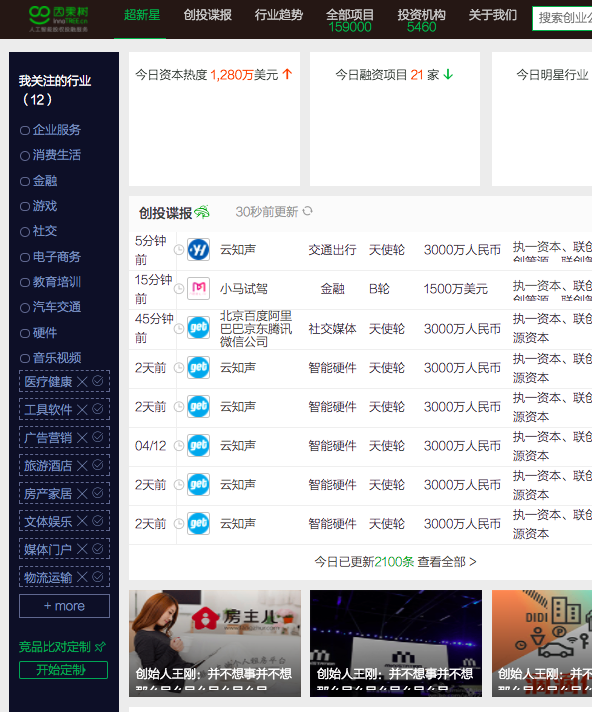 因果树
InnoTREE.cn
人工智能股权投融服务
超新星
创投谍报
行业趋势
全部项目
159000
投资机构
5460
关于我们
搜索创业公
我关注的行业
（12）
企业服务
消费生活
金融
游戏
社交
电子商务
教育培训
汽车交通
硬件
音乐视频
医疗健康
工具软件
广告营销
旅游酒店
房产家居
文体娱乐
媒体门户
物流运输
+ more
竞品比对定制
开始定制
今日资本热度 1,280万美元
今日融资项目 21 家
今日明星行业
创投谍报
30秒前更新
5分钟前 云知声 交通出行 天使轮 3000万人民币 执一资本、联创
15分钟前 小马试驾 金融 B轮 1500万美元 执一资本、联创
45分钟前 北京百度阿里巴巴京东腾讯微信公司 社交媒体 天使轮 3000万人民币 执一资本、联
源资本
2天前 get 云知声 智能硬件 天使轮 3000万人民币 执一资本、联
源资本
2天前 get 云知声 智能硬件 天使轮 3000万人民币 执一资本、联
源资本
04/12 get 云知声 智能硬件 天使轮 3000万人民币 执一资本、联
源资本
2天前 get 云知声 智能硬件 天使轮 3000万人民币 执一资本、联
源资本
2天前 get 云知声 智能硬件 天使轮 3000万人民币 执一资本、联
源资本
今日已更新2100条 查看全部 >
房主儿
创始人王刚：并不想事并不想
创始人王刚：并不想事并不想
DIDI
创始人王刚：并不想